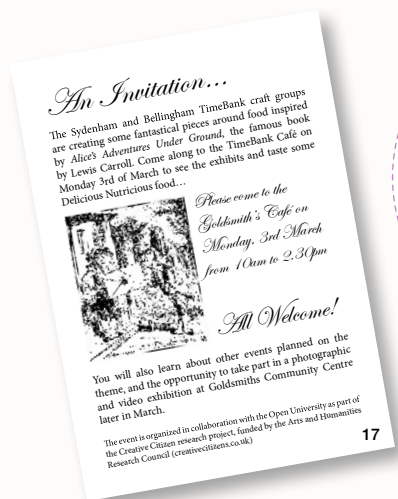 An Invitation...
The Sydenham and Bellingham TimeBank craft groups
are creating some fantastical pieces around food inspired
by Alice's Adventures Under Ground, the famous book
by Lewis Carroll. Come along to the TimeBank Café on
Monday 3rd of March to see the exhibits and taste some
Delicious Nutricious food...
Please come to the
Goldsmith's Café on
Monday, 3rd March
from 10am to 2.30pm
All Welcome!
You will also learn about other events planned on the
theme, and the opportunity to take part in a photographic
and video exhibition at Goldsmiths Community Centre
later in March.
The event is organized in collaboration with the Open University as part of
the Creative Citizen research project, funded by the Arts and Humanities
Research Council (creativecitizens.co.uk)
17